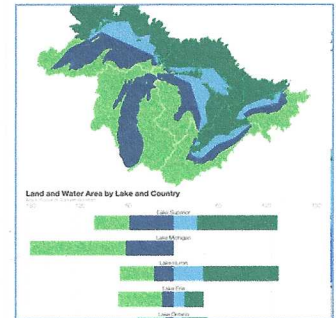 Land and Water Area by Lake and Country
Lake Superior
Lake Michigan
Lake Huron
Lake Erie
Lake Ontario